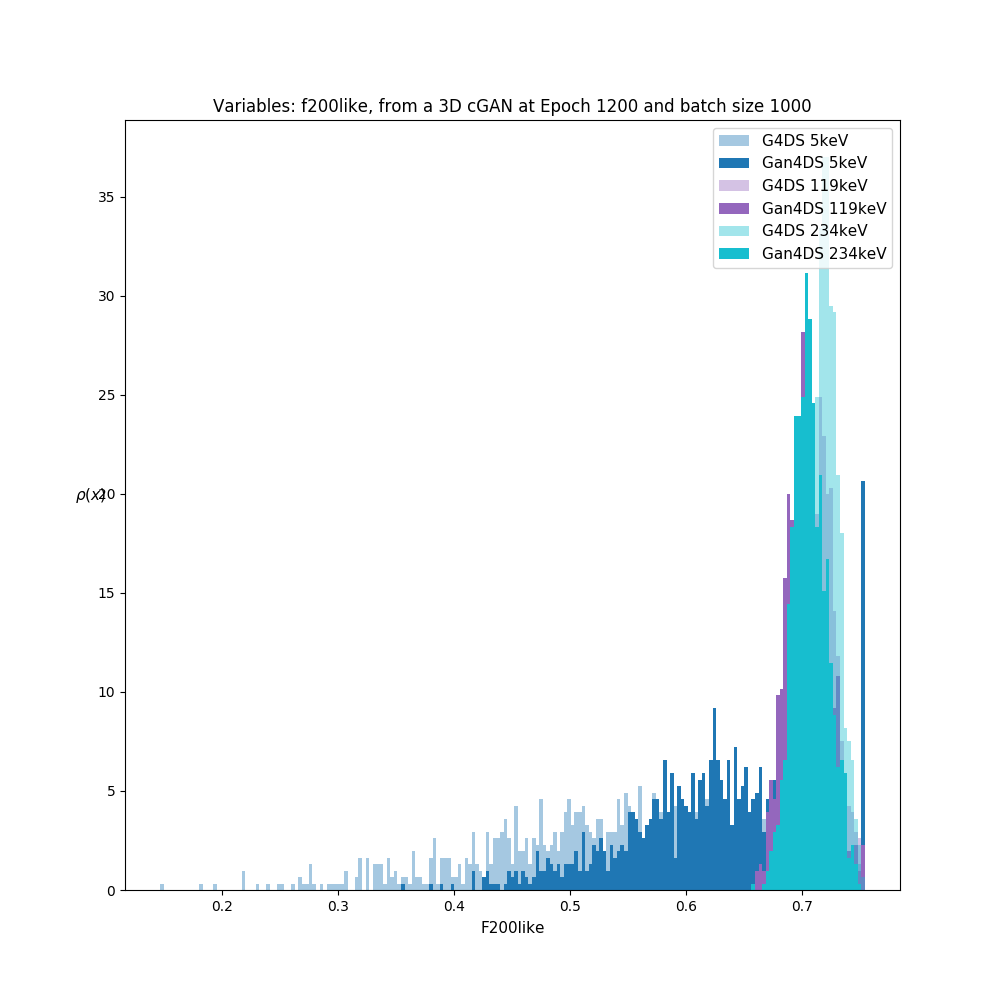 Variables: f200like, from a 3D cGAN at Epoch 1200 and batch size 1000
G4DS 5keV
Gan4DS 5keV
G4DS 119keV
Gan4DS 119keV
G4DS 234keV
Gan4DS 234keV
35
30
25
ρ(x)
20
15
10
5
0
0.2 0.3 0.4 0.5 0.6 0.7
F200like